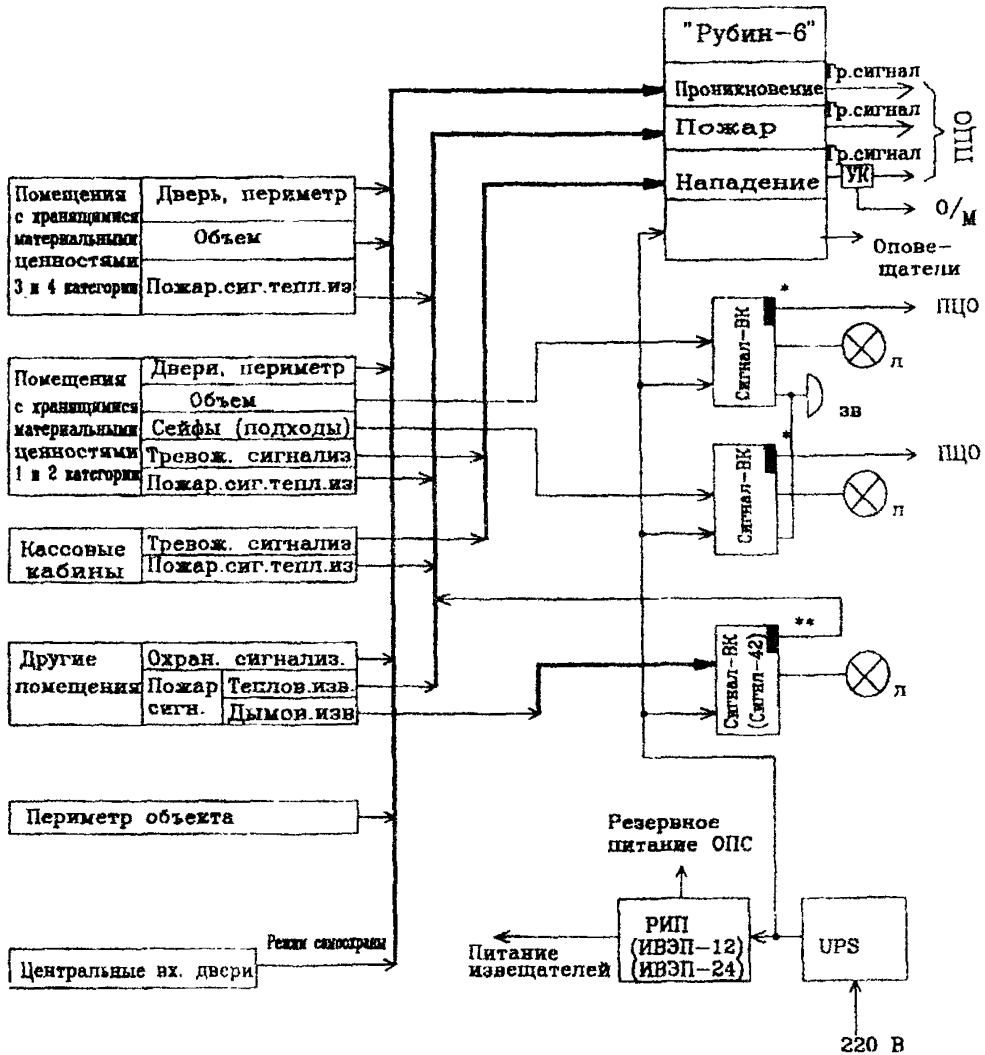 "Рубин-6"
Проникновение
Гр.сигнал
Пожар
Гр.сигнал
Нападение
Гр.сигнал
УК
ПЦО
О/М
Оповещатели
Помещения
с хранящимися
материальными
ценностями
3 и 4 категории
Дверь, периметр
Объем
Пожар.сиг.тепл.из
Помещения
с хранящимися
материальными
ценностями
1 и 2 категории
Двери, периметр
Объем
Сейфы (подходы)
Тревож. сигнализ
Пожар.сиг.тепл.из
Кассовые
кабины
Тревож. сигнализ
Пожар.сиг.тепл.из
Другие
помещения
Охран. сигнализ.
Пожар
сигн.
Теплов.изв.
Дымов.изв
Периметр объекта
Центральные вх. двери
Режим самоохраны
Сигнал-ВК
*
ПЦО
Л
ЗВ
Сигнал-ВК
*
ПЦО
Л
Сигнал-ВК
(Сигнл-42)
**
Л
Резервное
питание ОПС
РИП
(ИВЭП-12)
(ИВЭП-24)
Питание
извещателей
UPS
220 В